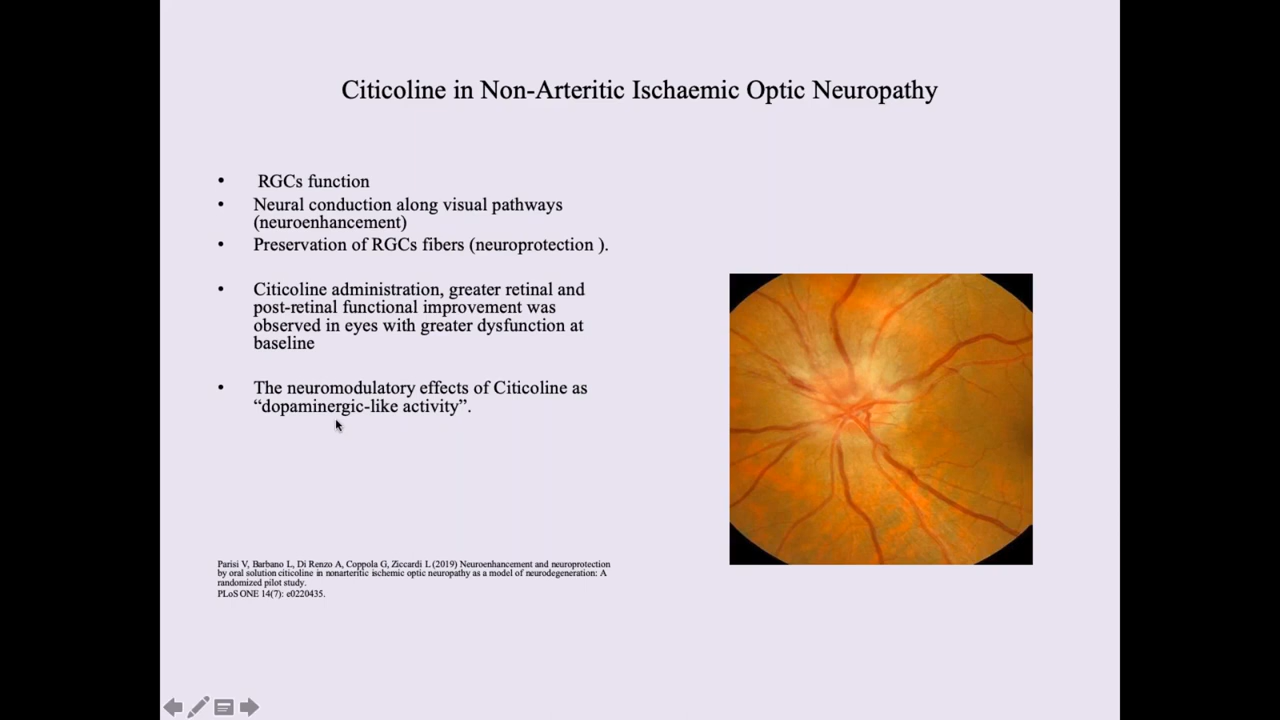 Citicoline in Non-Arteritic Ischaemic Optic Neuropathy
• RGCs function
• Neural conduction along visual pathways
(neuroenhancement)
• Preservation of RGCs fibers (neuroprotection ).
• Citicoline administration, greater retinal and
post-retinal functional improvement was
observed in eyes with greater dysfunction at
baseline
• The neuromodulatory effects of Citicoline as
“dopaminergic-like activity”.
Parisi V, Barbano L, Di Renzo A, Coppola G, Ziccardi L (2019) Neuroenhancement and neuroprotection
by oral solution citicoline in nonarteritic ischemic optic neuropathy as a model of neurodegeneration: A
randomized pilot study.
PLoS ONE 14(7): e0220435.